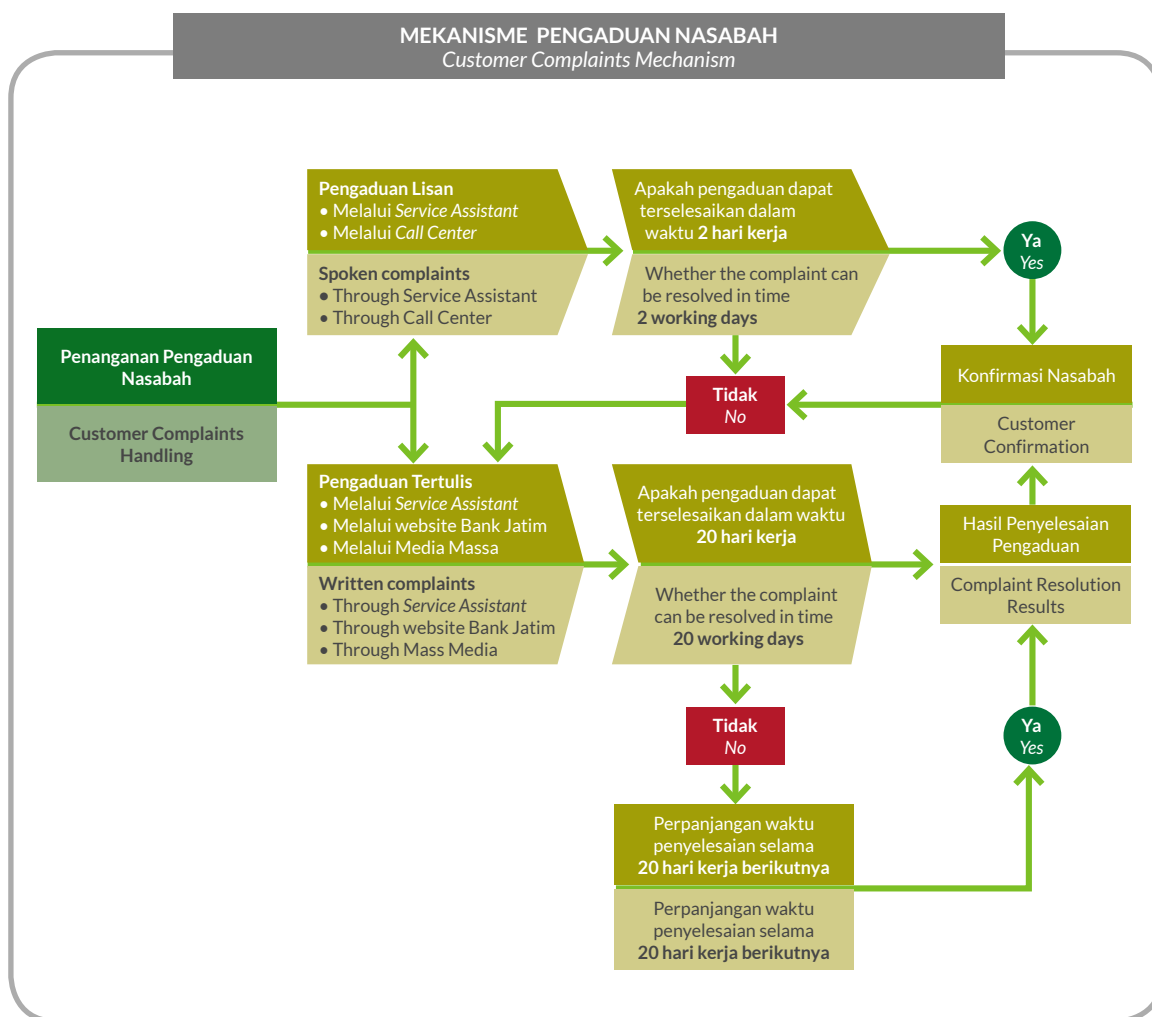 MEKANISME PENGADUAN NASABAH
Customer Complaints Mechanism
Pengaduan Lisan
• Melalui Service Assistant
• Melalui Call Center
Spoken complaints
• Through Service Assistant
• Through Call Center
Apakah pengaduan dapat
terselesaikan dalam
waktu 2 hari kerja
Whether the complaint can
be resolved in time
2 working days
Ya
Yes
Penanganan Pengaduan
Nasabah
Customer Complaints
Handling
Tidak
No
Konfirmasi Nasabah
Customer
Confirmation
Pengaduan Tertulis
• Melalui Service Assistant
• Melalui website Bank Jatim
• Melalui Media Massa
Written complaints
• Through Service Assistant
• Through website Bank Jatim
• Through Mass Media
Apakah pengaduan dapat
terselesaikan dalam waktu
20 hari kerja
Whether the complaint
can be resolved in time
20 working days
Hasil Penyelesaian
Pengaduan
Complaint Resolution
Results
Tidak
No
Ya
Yes
Perpanjangan waktu
penyelesaian selama
20 hari kerja berikutnya
Perpanjangan waktu
penyelesaian selama
20 hari kerja berikutnya